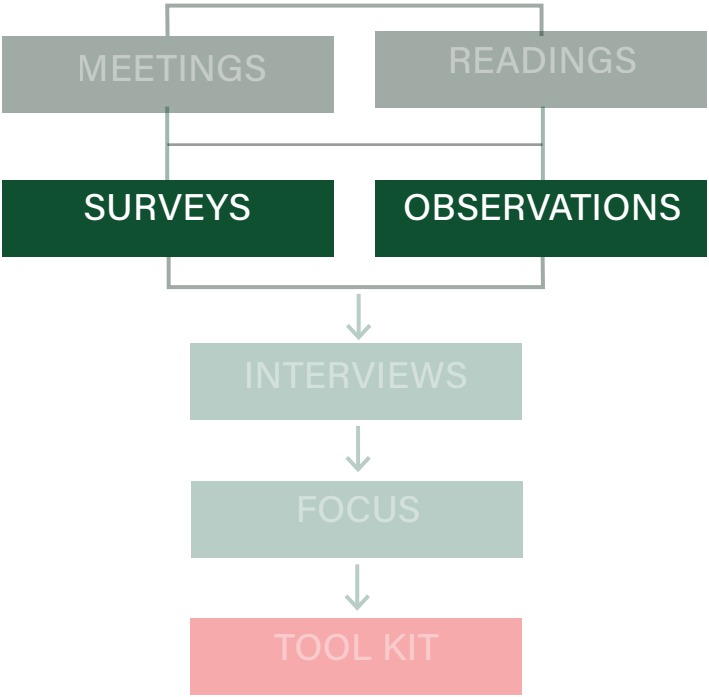 MEETINGS
READINGS
SURVEYS
OBSERVATIONS
INTERVIEWS
FOCUS
TOOL KIT